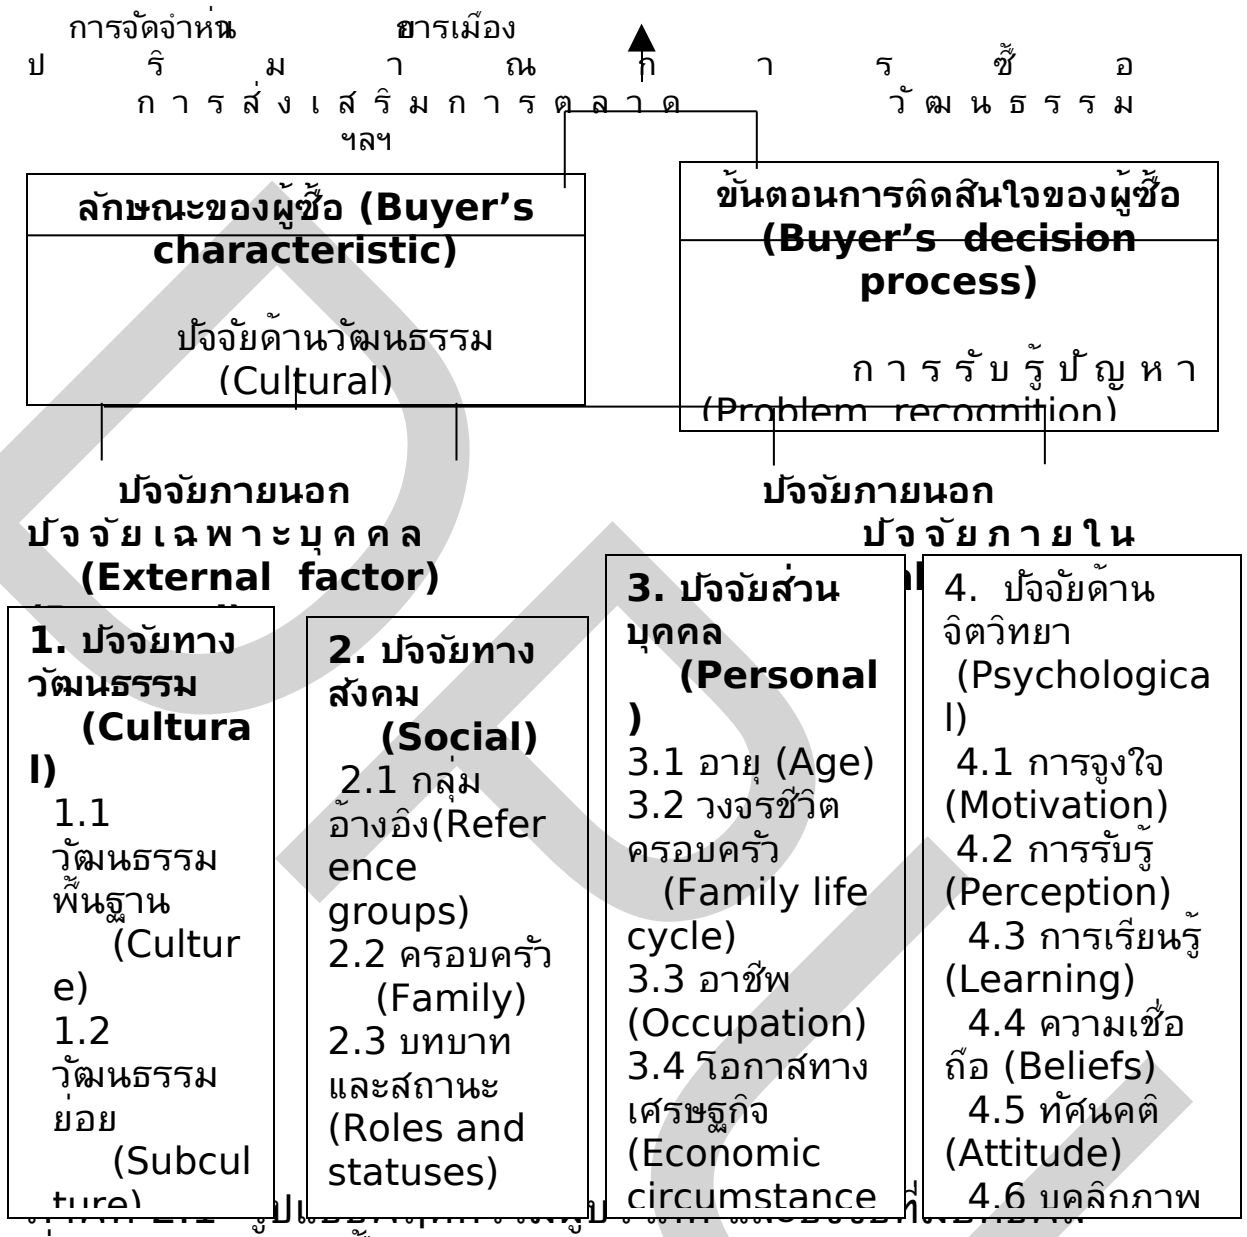 การจัดจำหน่าย การเมือง
ปริมาณการซื้อ
การส่งเสริมการตลาด วัฒนธรรม
ฯลฯ
ลักษณะของผู้ซื้อ (Buyer’s
characteristic)
ปัจจัยด้านวัฒนธรรม
(Cultural)
ขั้นตอนการติดสินใจของผู้ซื้อ
(Buyer’s decision
process)
การรับรู้ปัญหา
(Problem recognition)
ปัจจัยภายนอก ปัจจัยภายนอก
ปัจจัยเฉพาะบุคคล ปัจจัยภายใน
(External factor)
1. ปัจจัยทาง
วัฒนธรรม
(Cultura
l)
1.1
วัฒนธรรม
พื้นฐาน
(Cultur
e)
1.2
วัฒนธรรม
ย่อย
(Subcul
ture)
2. ปัจจัยทาง
สังคม
(Social)
2.1 กลุ่ม
อ้างอิง(Refer
ence
groups)
2.2 ครอบครัว
(Family)
2.3 บทบาท
และสถานะ
(Roles and
statuses)
3. ปัจจัยส่วน
บุคคล
(Personal
)
3.1 อายุ (Age)
3.2 วงจรชีวิต
ครอบครัว
(Family life
cycle)
3.3 อาชีพ
(Occupation)
3.4 โอกาสทาง
เศรษฐกิจ
(Economic
circumstance
4. ปัจจัยด้าน
จิตวิทยา
(Psychologica
l)
4.1 การจูงใจ
(Motivation)
4.2 การรับรู้
(Perception)
4.3 การเรียนรู้
(Learning)
4.4 ความเชื่อ
ถือ (Beliefs)
4.5 ทัศนคติ
(Attitude)
4.6 บุคลิกภาพ